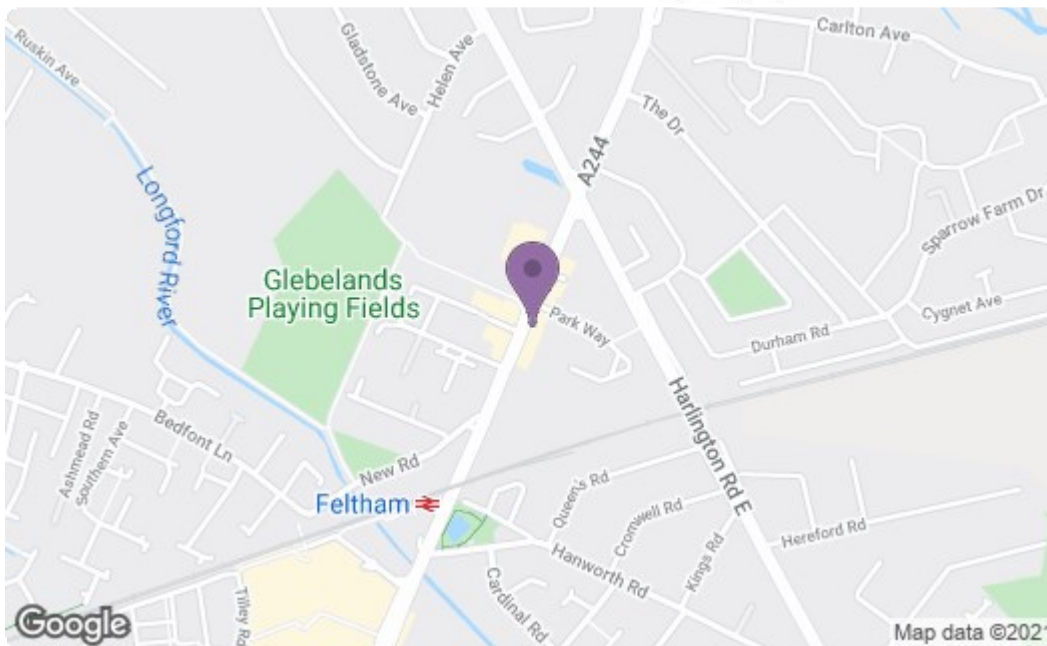 Carlton Ave
Ruskin Ave
Gladstone Ave
Helen Ave
A244
The Dr
Longford River
Sparrow Farm Dr
Glebelands
Playing Fields
Park Way
Cygnet Ave
Durham Rd
Harlington Rd E
Ashmead Rd
Southern Ave
Bedfont Ln
New Rd
Feltham
Queen's Rd
Cromwell Rd
Hereford Rd
Kings Rd
Hanworth Rd
Cardinal Rd
Tilley Rd
Google
Map data ©2021